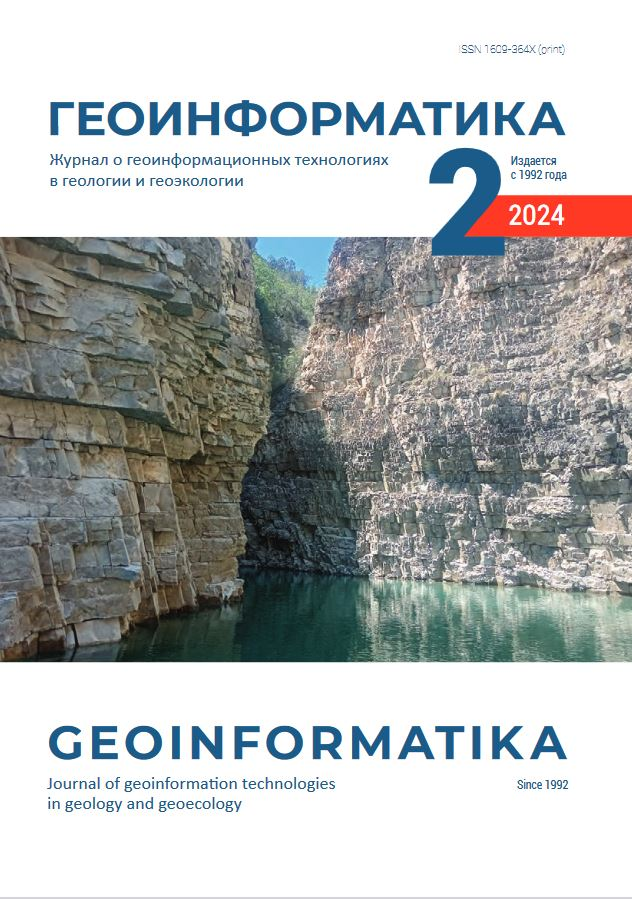 ISSN 1609-364X (print)
ГЕОИНФОРМАТИКА
Журнал о геоинформационных технологиях
в геологии и геоэкологии
2
Издается
с 1992 года
2024
GEOINFORMATIKA
Journal of geoinformation technologies
in geology and geoecology
Since 1992